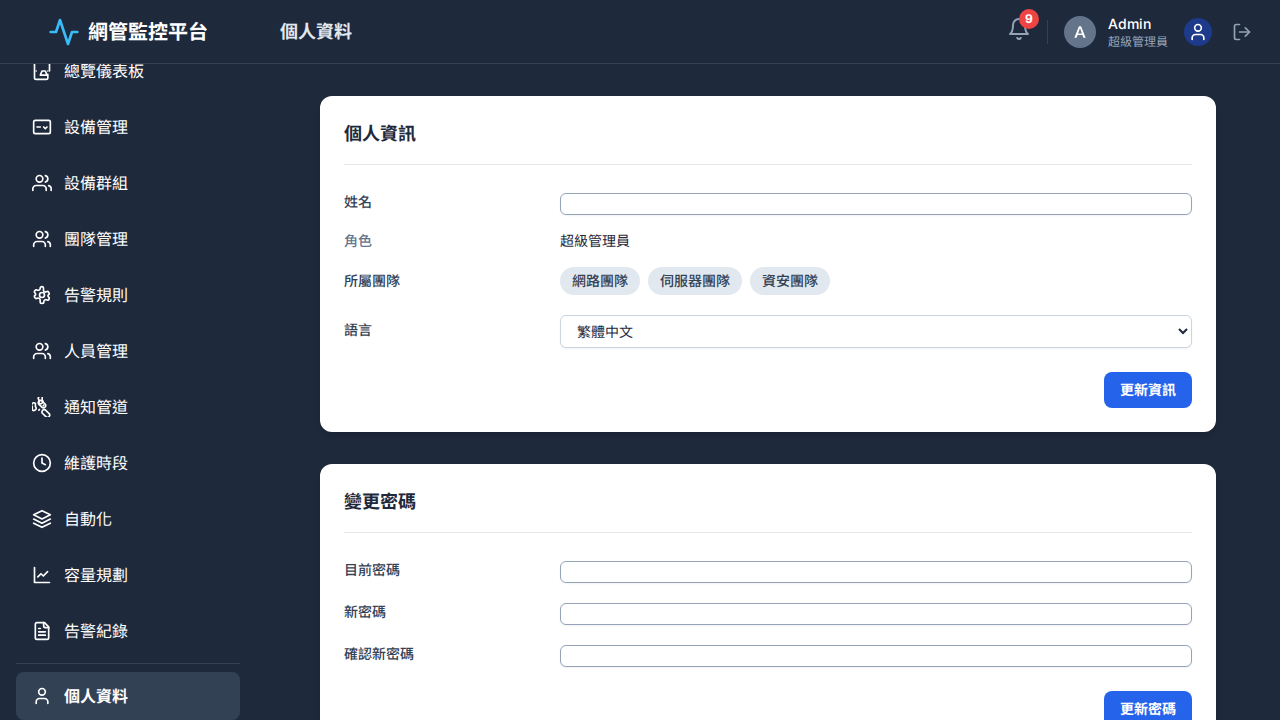 網管監控平台
個人資料
9
A
Admin
超級管理員
總覽儀表板
設備管理
設備群組
團隊管理
告警規則
人員管理
通知管道
維護時段
自動化
容量規劃
告警紀錄
個人資料
個人資訊
姓名
角色 超級管理員
所屬團隊 網路團隊 伺服器團隊 資安團隊
語言 繁體中文
更新資訊
變更密碼
目前密碼
新密碼
確認新密碼
更新密碼